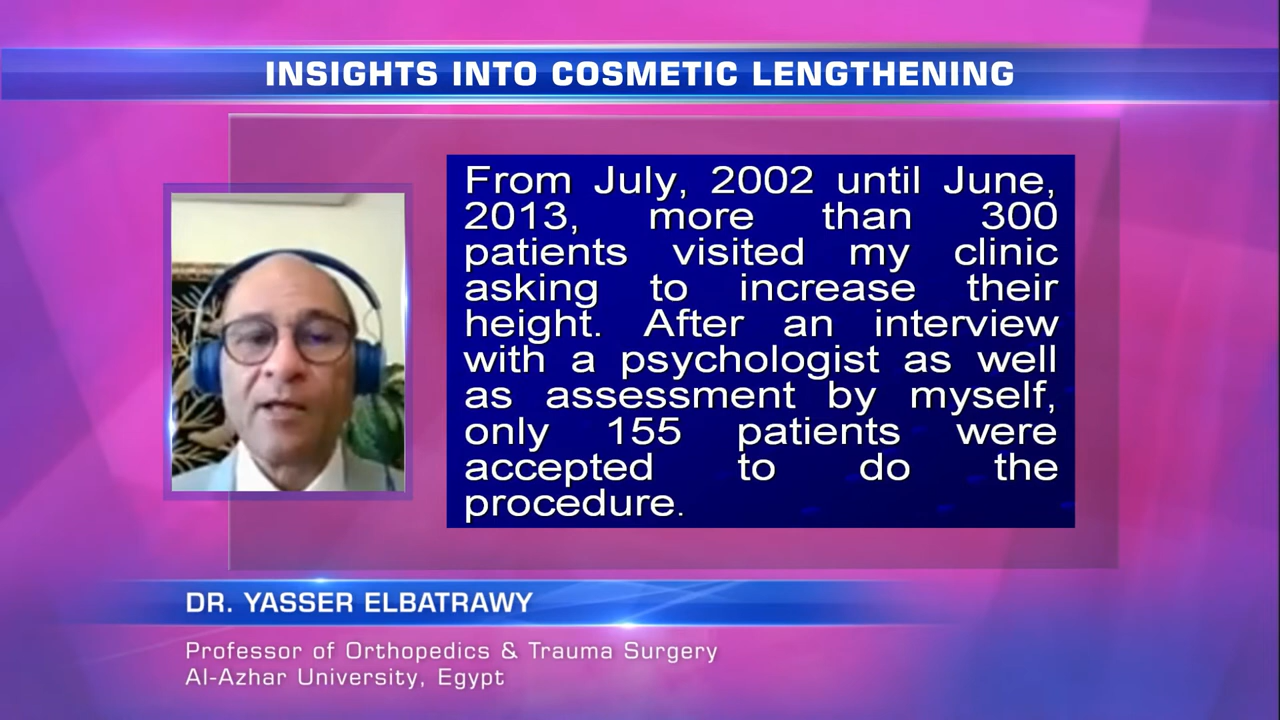 INSIGHTS INTO COSMETIC LENGTHENING
From July, 2002 until June,
2013, more than 300
patients visited my clinic
asking to increase their
height. After an interview
with a psychologist as well
as assessment by myself,
only 155 patients were
accepted to do the
procedure.
DR. YASSER ELBATRAWY
Professor of Orthopedics & Trauma Surgery
Al-Azhar University, Egypt